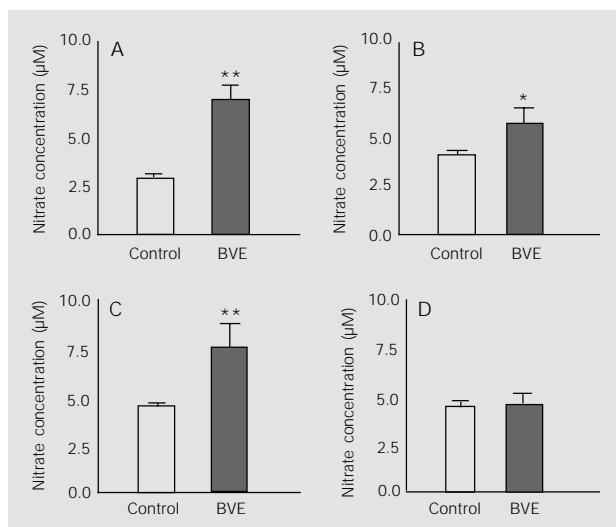 A
Nitrate concentration (µM)
10.0
7.5
5.0
2.5
0.0
**
Control BVE
B
Nitrate concentration (µM)
10.0
7.5
5.0
2.5
0.0
*
Control BVE
C
Nitrate concentration (µM)
10.0
7.5
5.0
2.5
0.0
**
Control BVE
D
Nitrate concentration (µM)
10.0
7.5
5.0
2.5
0.0
Control BVE